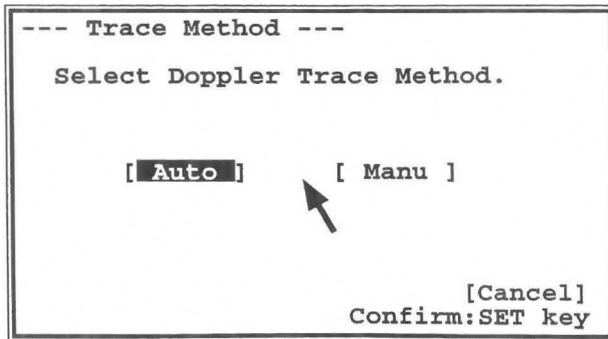 --- Trace Method ---
Select Doppler Trace Method.
[ Auto ] [ Manu ]
[Cancel]
Confirm:SET key